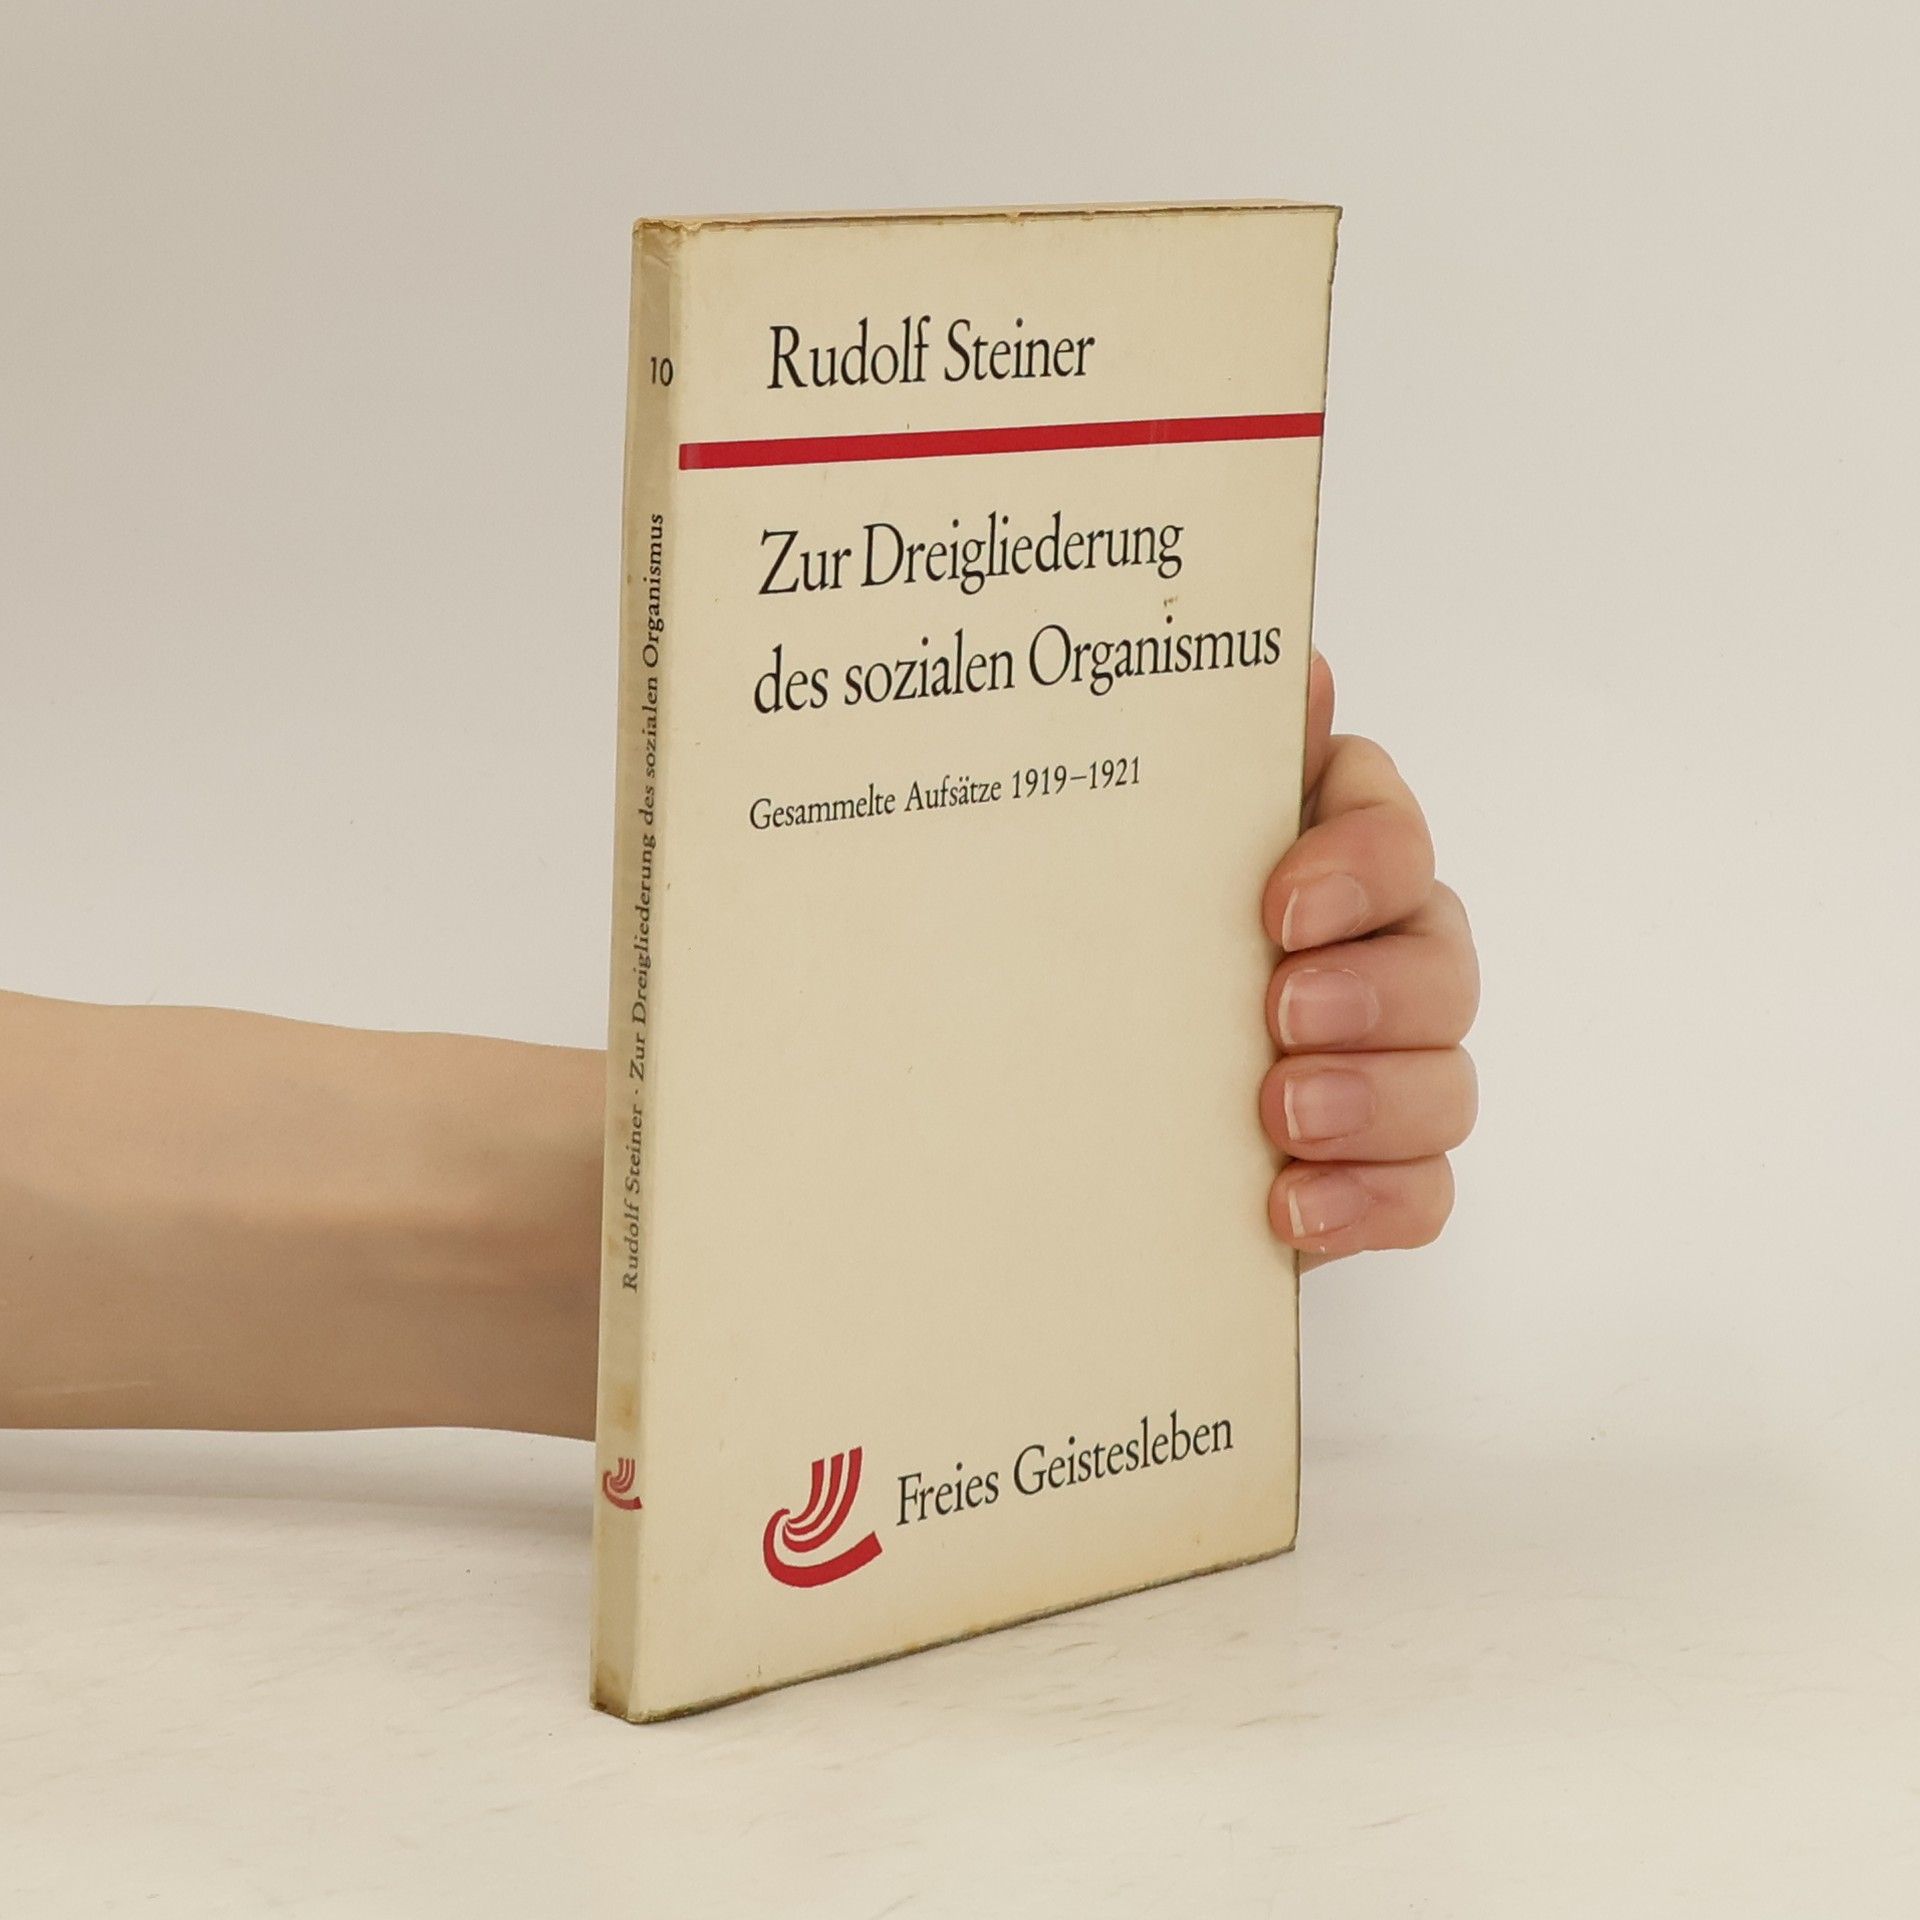 10
Rudolf Steiner · Zur Dreigliederung des sozialen Organismus
Rudolf Steiner
Zur Dreigliederung
des sozialen Organismus
Gesammelte Aufsätze 1919–1921
Freies Geistesleben